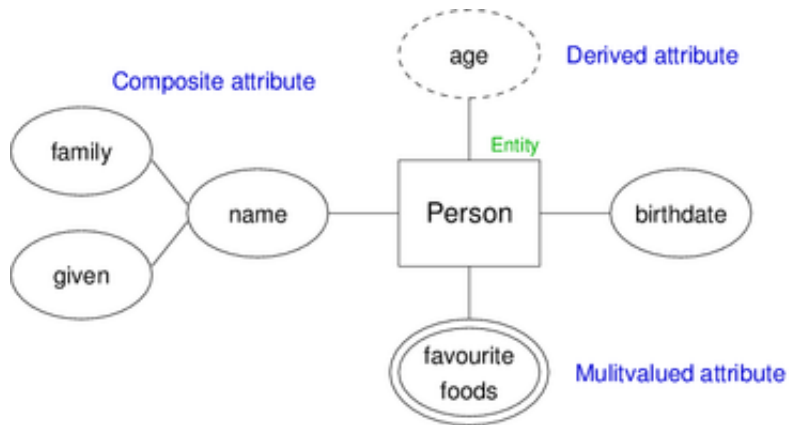 age
Derived attribute
Composite attribute
Entity
family
name
Person
birthdate
given
favourite
foods
Mulitvalued attribute